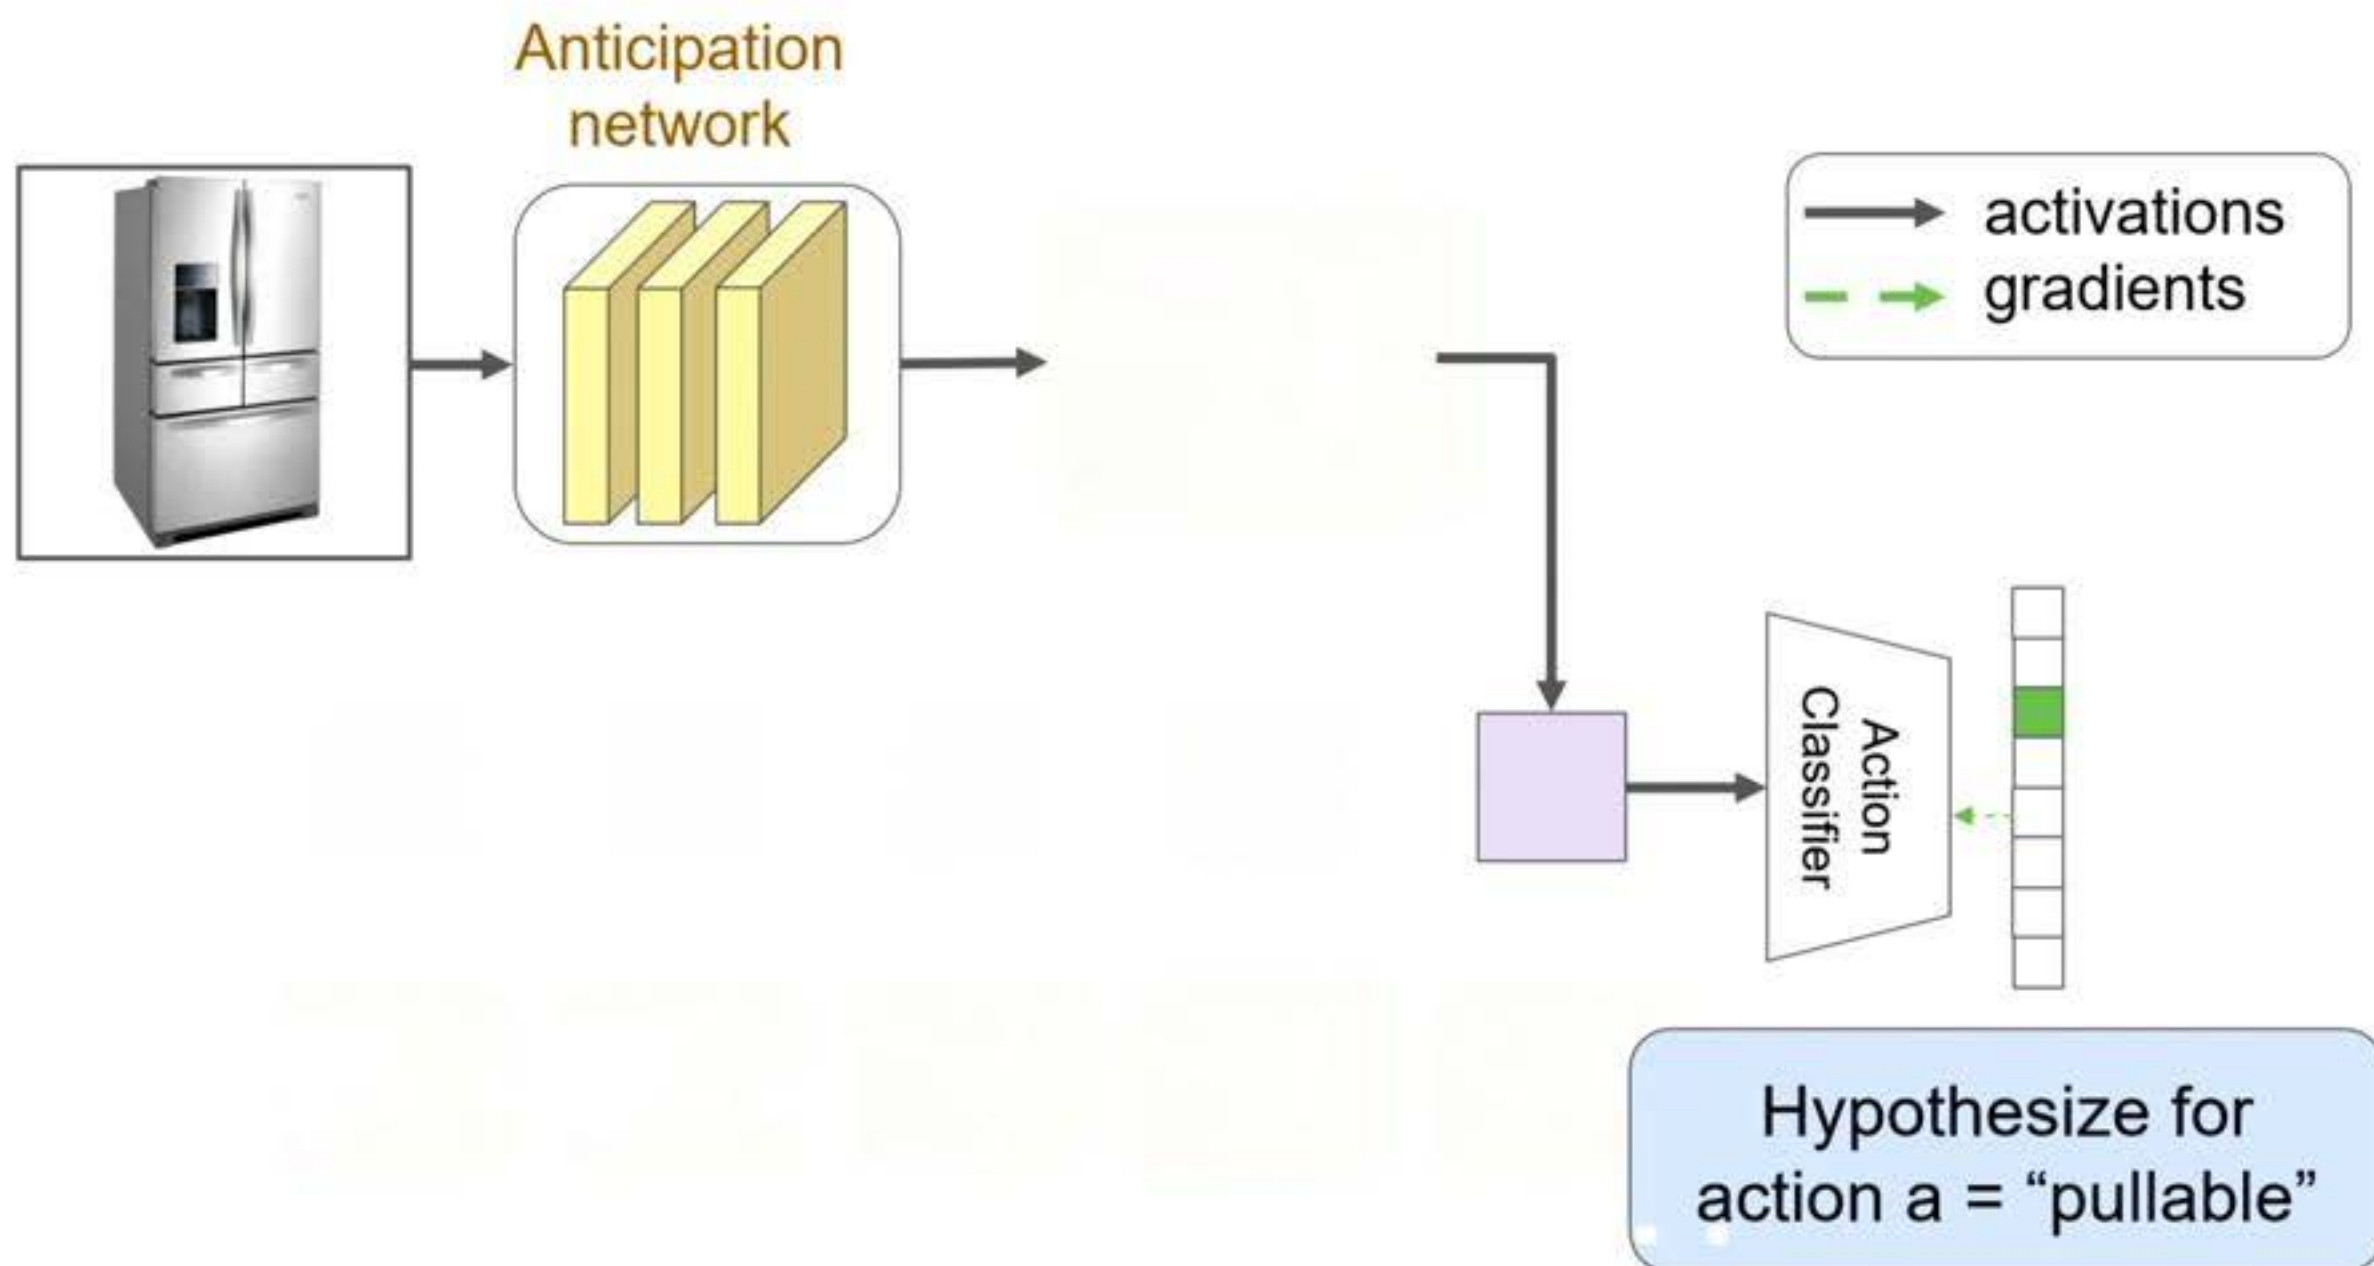 Anticipation
network
activations
gradients
Action
Classifier
Hypothesize for
action a = “pullable”